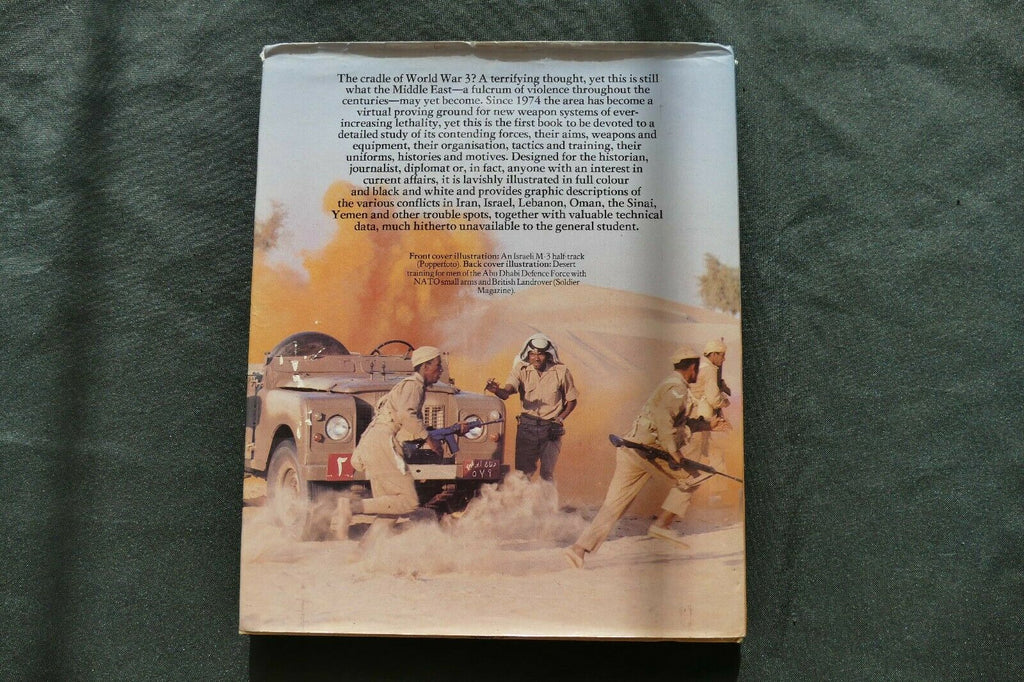 The cradle of World War 3? A terrifying thought, yet this is still
what the Middle East—a fulcrum of violence throughout the
centuries—may yet become. Since 1974 the area has become a
virtual proving ground for new weapon systems of ever-
increasing lethality, yet this is the first book to be devoted to a
detailed study of its contending forces, their aims, weapons and
equipment, their organisation, tactics and training, their
uniforms, histories and motives. Designed for the historian,
journalist, diplomat or, in fact, anyone with an interest in
current affairs, it is lavishly illustrated in full colour
and black and white and provides graphic descriptions of
the various conflicts in Iran, Israel, Lebanon, Oman, the Sinai,
Yemen and other trouble spots, together with valuable technical
data, much hitherto unavailable to the general student.
Front cover illustration: An Israeli M-3 half-track
(Popperfoto). Back cover illustration: Desert
training for men of the Abu Dhabi Defence Force with
NATO small arms and British Landrover (Soldier
Magazine).
٣
٥٧٩